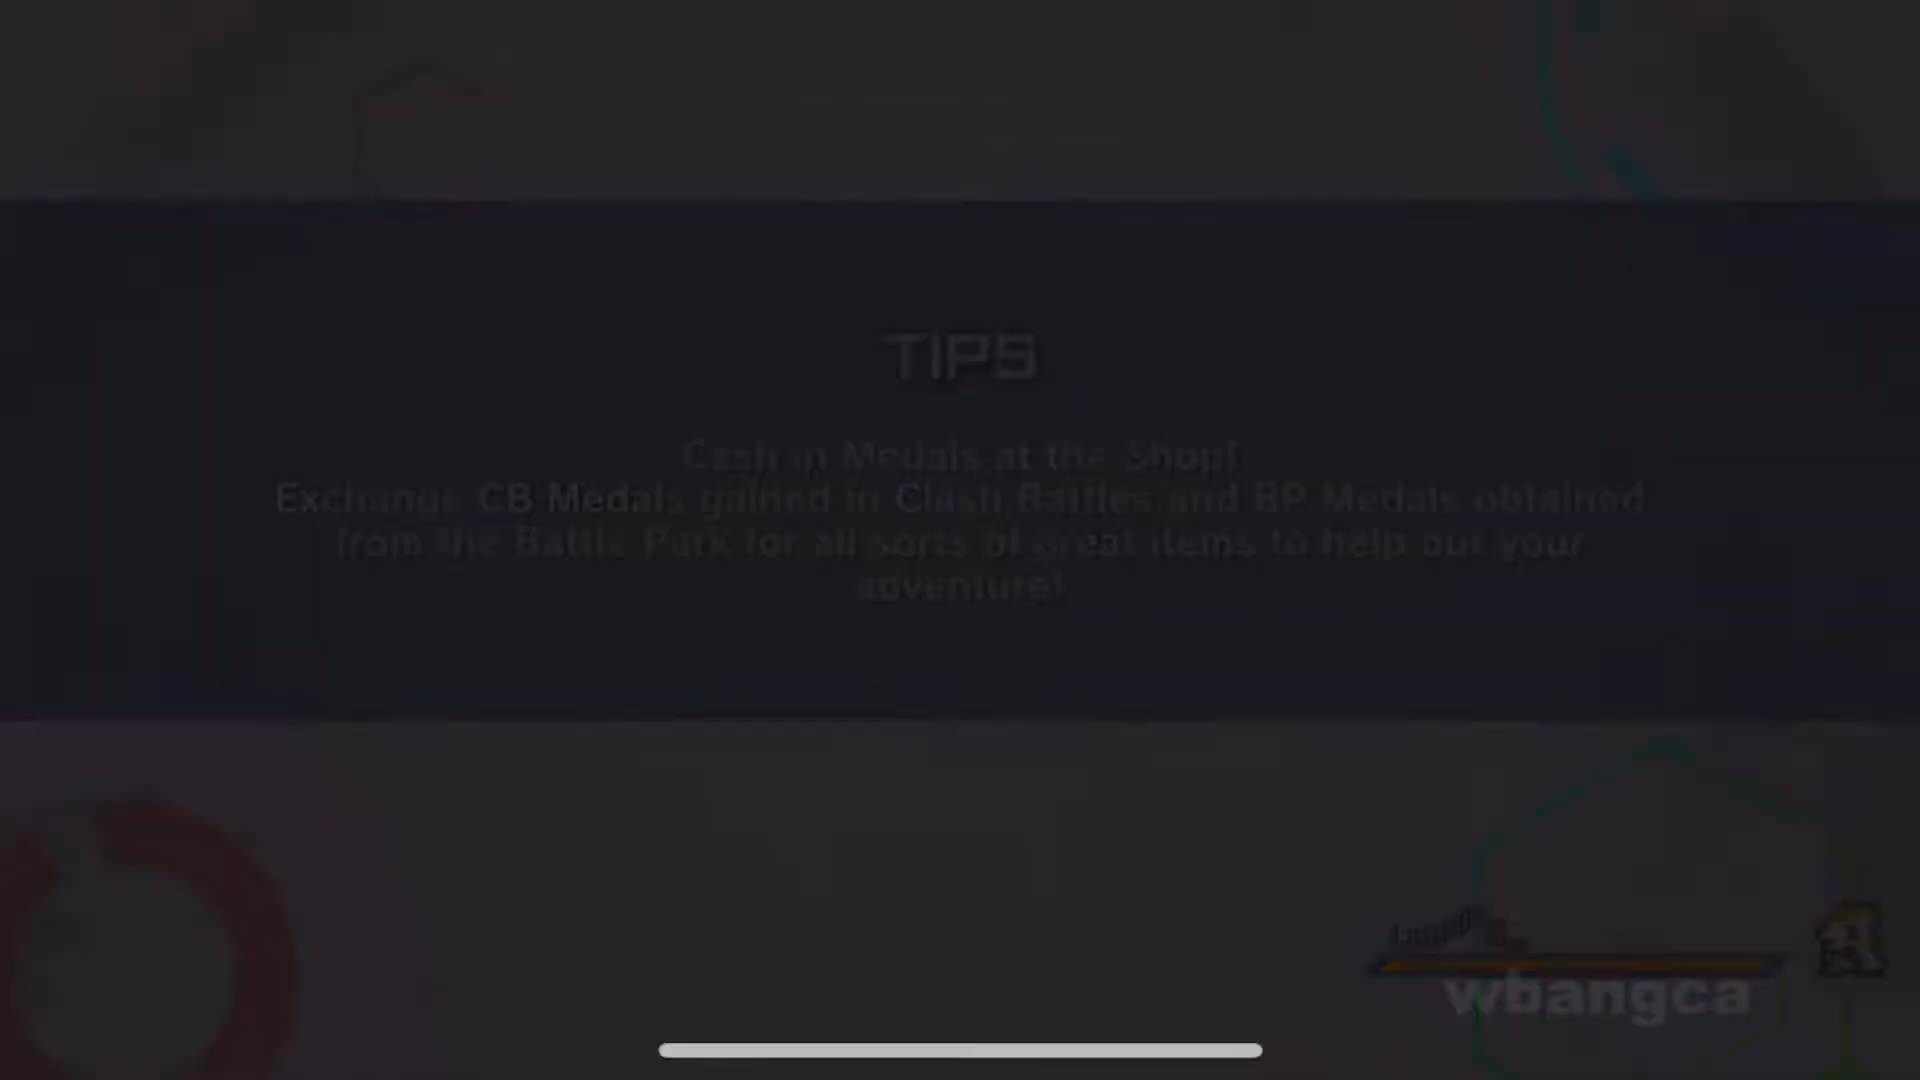 TIPS
Cash in Medals at the Shop!
Exchange CB Medals gained in Clash Battles and BP Medals obtained
from the Battle Park for all sorts of great items to help out your
adventure!
wbangca